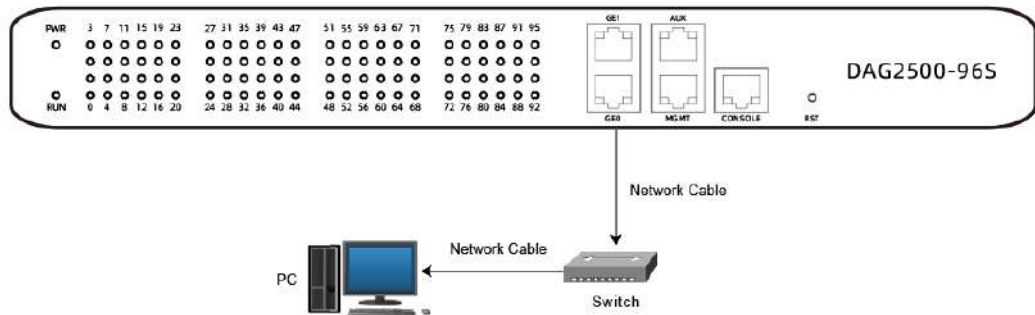 PWR 3 7 11 15 19 23 27 31 35 39 43 47 51 55 59 63 67 71 75 79 83 87 91 95 GE1 AUX
DAG2500-96S
RUN 0 4 8 12 16 20 24 28 32 36 40 44 48 52 56 60 64 68 72 76 80 84 88 92 GE0 MGMT CONSOLE RST
Network Cable
Network Cable
PC
Switch